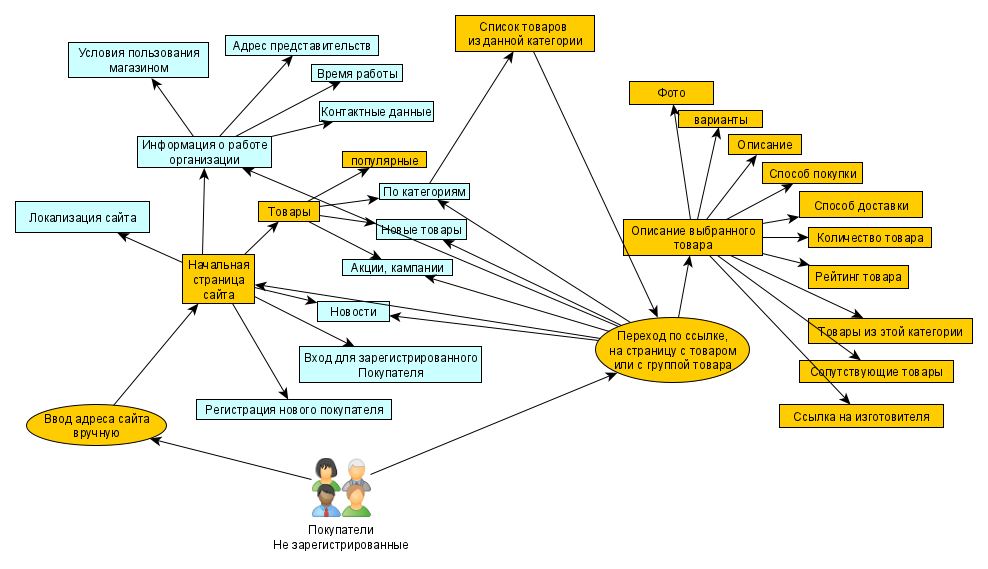 Список товаров
из данной категории
Адрес представительств
Условия пользования
магазином
Время работы
Контактные данные
Фото
варианты
Описание
Информация о работе
организации
популярные
Способ покупки
По категориям
Способ доставки
Товары
Локализация сайта
Новые товары
Описание выбранного
товара
Количество товара
Акции, кампании
Рейтинг товара
Начальная
страница
сайта
Новости
Товары из этой категории
Переход по ссылке,
на страницу с товаром
или с группой товара
Вход для зарегистрированного
Покупателя
Сопутствующие товары
Регистрация нового покупателя
Ссылка на изготовителя
Ввод адреса сайта
вручную
Покупатели
Не зарегистрированные